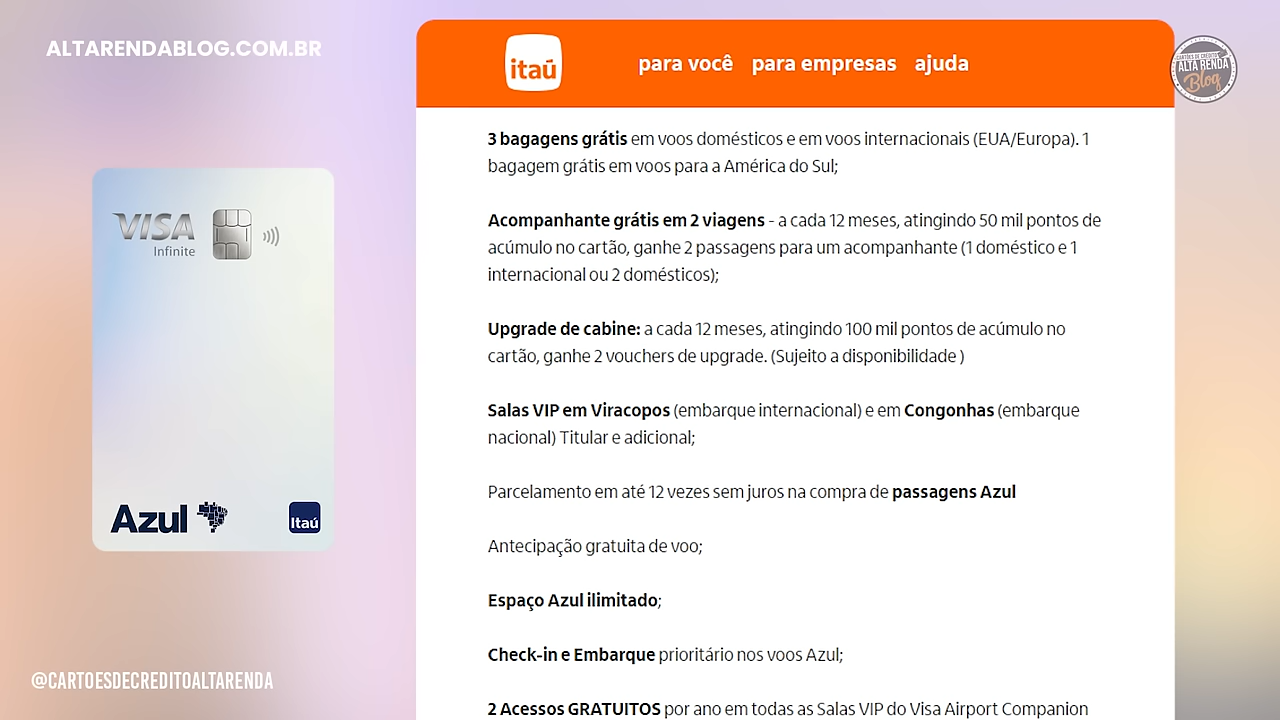 ALTARENDABLOG.COM.BR
itaú
para você para empresas ajuda
CARTÕES DE CRÉDITO
ALTA RENDA
Blog
3 bagagens grátis em voos domésticos e em voos internacionais (EUA/Europa). 1
bagagem grátis em voos para a América do Sul;
Acompanhante grátis em 2 viagens - a cada 12 meses, atingindo 50 mil pontos de
acúmulo no cartão, ganhe 2 passagens para um acompanhante (1 doméstico e 1
internacional ou 2 domésticos);
Upgrade de cabine: a cada 12 meses, atingindo 100 mil pontos de acúmulo no
cartão, ganhe 2 vouchers de upgrade. (Sujeito a disponibilidade )
Salas VIP em Viracopos (embarque internacional) e em Congonhas (embarque
nacional) Titular e adicional;
Parcelamento em até 12 vezes sem juros na compra de passagens Azul
Antecipação gratuita de voo;
Espaço Azul ilimitado;
Check-in e Embarque prioritário nos voos Azul;
2 Acessos GRATUITOS por ano em todas as Salas VIP do Visa Airport Companion
VISA
Infinite
Azul
Itaú
@CARTOESDECREDITOALTARENDA